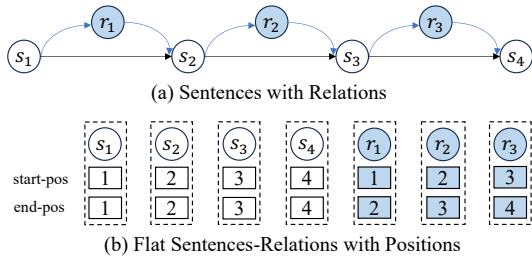 r₁ r₂ r₃
s₁ s₂ s₃ s₄
(a) Sentences with Relations
s₁ s₂ s₃ s₄ r₁ r₂ r₃
start-pos 1 2 3 4 1 2 3
end-pos 1 2 3 4 2 3 4
(b) Flat Sentences-Relations with Positions